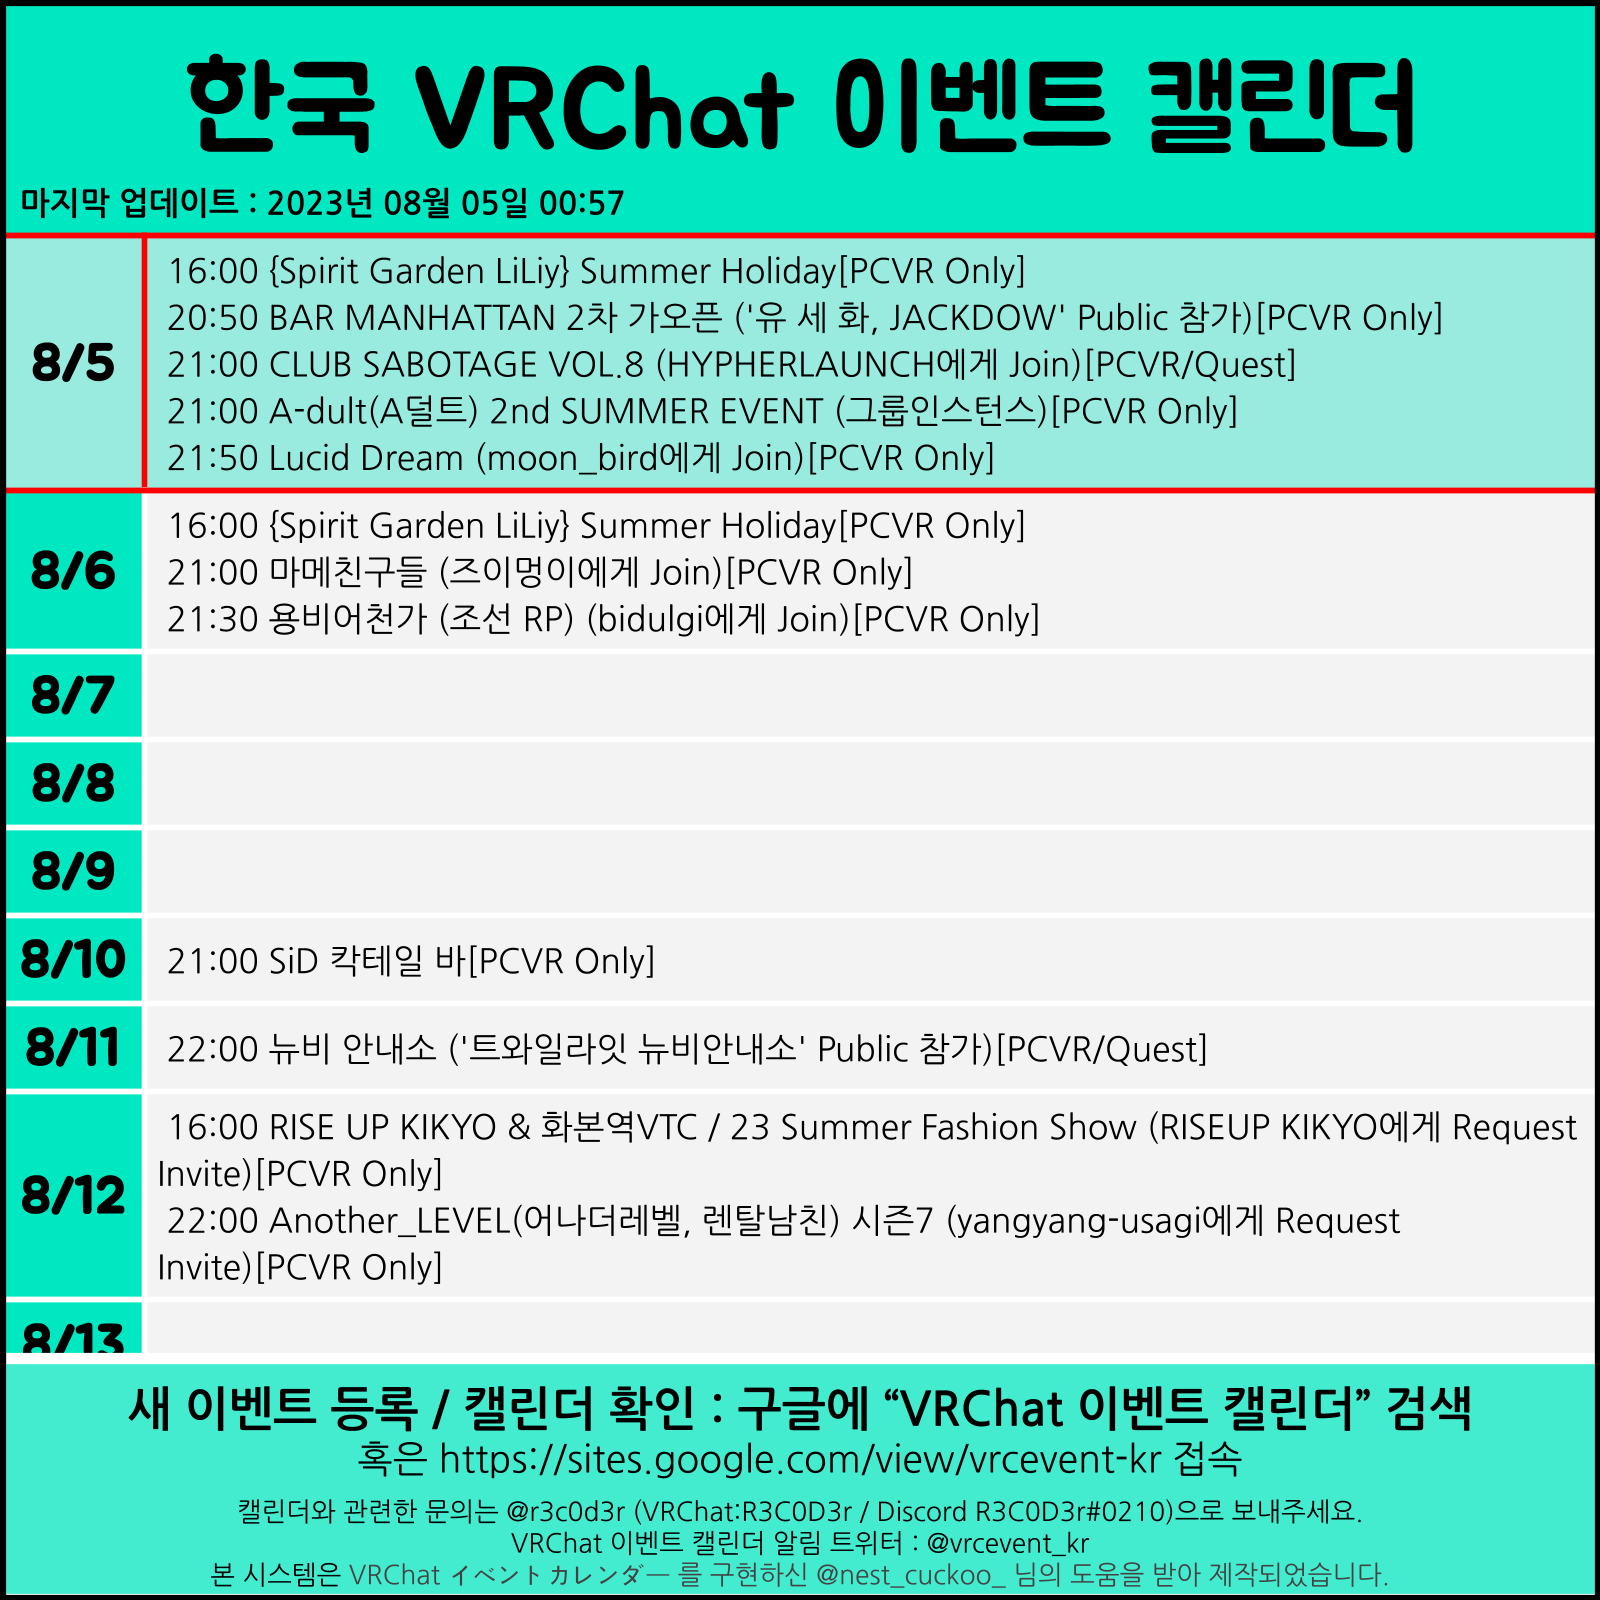 한국 VRChat 이벤트 캘린더
마지막 업데이트 : 2023년 08월 05일 00:57
8/5
16:00 {Spirit Garden LiLiy} Summer Holiday[PCVR Only]
20:50 BAR MANHATTAN 2차 가오픈 ('유 세 화, JACKDOW' Public 참가)[PCVR Only]
21:00 CLUB SABOTAGE VOL.8 (HYPHERLAUNCH에게 Join)[PCVR/Quest]
21:00 A-dult(A덜트) 2nd SUMMER EVENT (그룹인스턴스)[PCVR Only]
21:50 Lucid Dream (moon_bird에게 Join)[PCVR Only]
8/6
16:00 {Spirit Garden LiLiy} Summer Holiday[PCVR Only]
21:00 마메친구들 (즈이멍이에게 Join)[PCVR Only]
21:30 용비어천가 (조선 RP) (bidulgi에게 Join)[PCVR Only]
8/7
8/8
8/9
8/10
21:00 SiD 칵테일 바[PCVR Only]
8/11
22:00 뉴비 안내소 ('트와일라잇 뉴비안내소' Public 참가)[PCVR/Quest]
8/12
16:00 RISE UP KIKYO & 화본역VTC / 23 Summer Fashion Show (RISEUP KIKYO에게 Request
Invite)[PCVR Only]
22:00 Another_LEVEL(어나더레벨, 렌탈남친) 시즌7 (yangyang-usagi에게 Request
Invite)[PCVR Only]
8/13
새 이벤트 등록 / 캘린더 확인 : 구글에 “VRChat 이벤트 캘린더” 검색
혹은 https://sites.google.com/view/vrcevent-kr 접속
캘린더와 관련한 문의는 @r3c0d3r (VRChat:R3C0D3r / Discord R3C0D3r#0210)으로 보내주세요.
VRChat 이벤트 캘린더 알림 트위터 : @vrcevent_kr
본 시스템은 VRChat イベントカレンダー 를 구현하신 @nest_cuckoo_ 님의 도움을 받아 제작되었습니다.